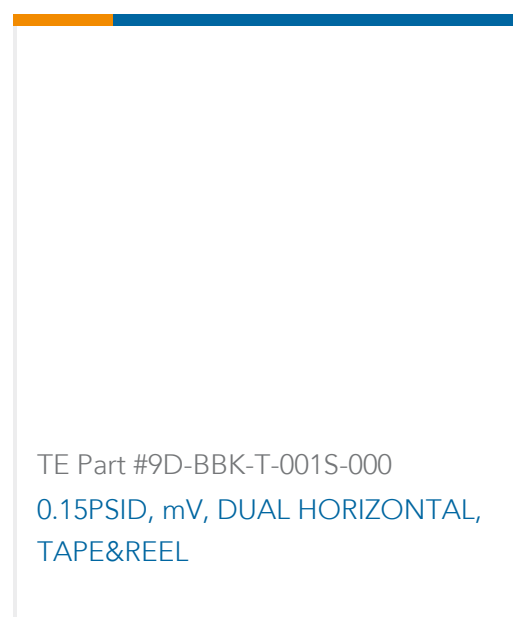 TE Part #9D-BBK-T-001S-000
0.15PSID, mV, DUAL HORIZONTAL,
TAPE&REEL